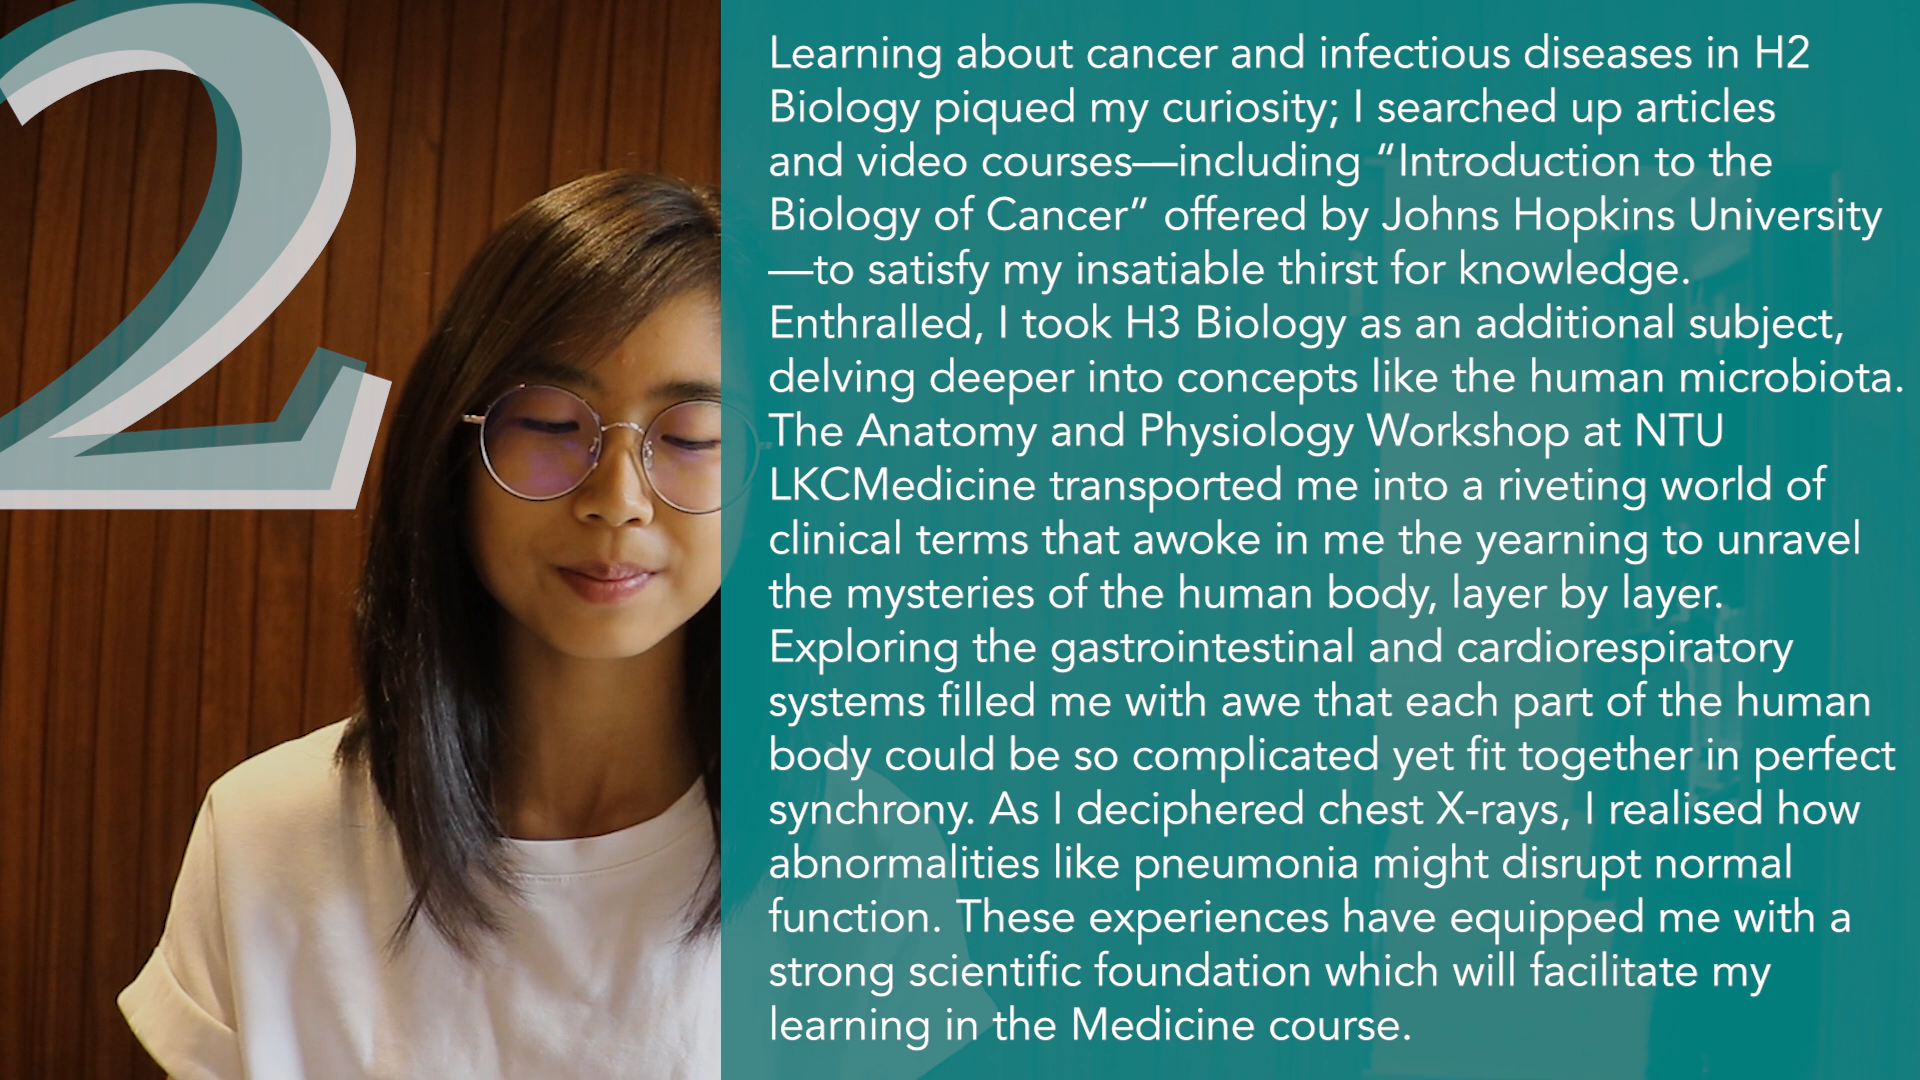 2
Learning about cancer and infectious diseases in H2
Biology piqued my curiosity; I searched up articles
and video courses—including “Introduction to the
Biology of Cancer” offered by Johns Hopkins University
—to satisfy my insatiable thirst for knowledge.
Enthralled, I took H3 Biology as an additional subject,
delving deeper into concepts like the human microbiota.
The Anatomy and Physiology Workshop at NTU
LKCMedicine transported me into a riveting world of
clinical terms that awoke in me the yearning to unravel
the mysteries of the human body, layer by layer.
Exploring the gastrointestinal and cardiorespiratory
systems filled me with awe that each part of the human
body could be so complicated yet fit together in perfect
synchrony. As I deciphered chest X-rays, I realised how
abnormalities like pneumonia might disrupt normal
function. These experiences have equipped me with a
strong scientific foundation which will facilitate my
learning in the Medicine course.